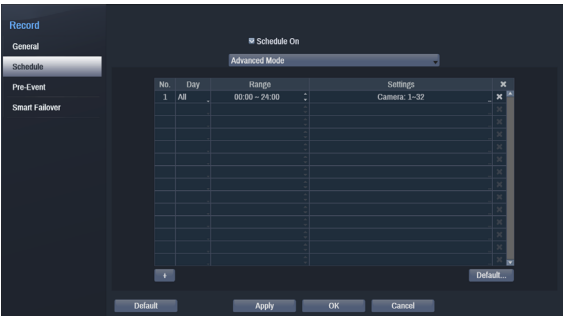 Record
General
Schedule
Pre-Event
Smart Failover
Schedule On
Advanced Mode
No. Day Range Settings ✖
1 All 00:00 ~ 24:00 Camera: 1~32 ✖
+ Default...
Default Apply OK Cancel